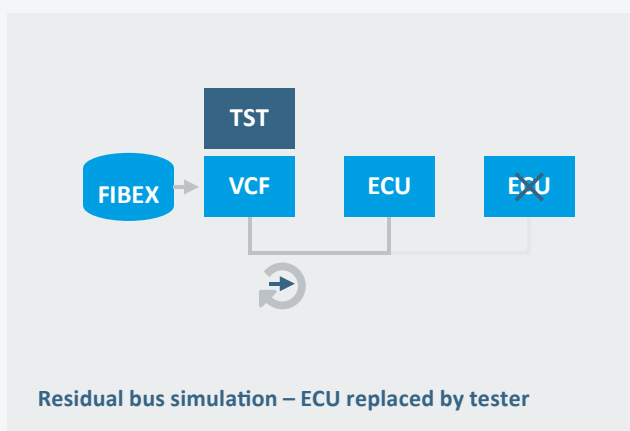 TST
FIBEX
VCF
ECU
ECU
Residual bus simulation – ECU replaced by tester